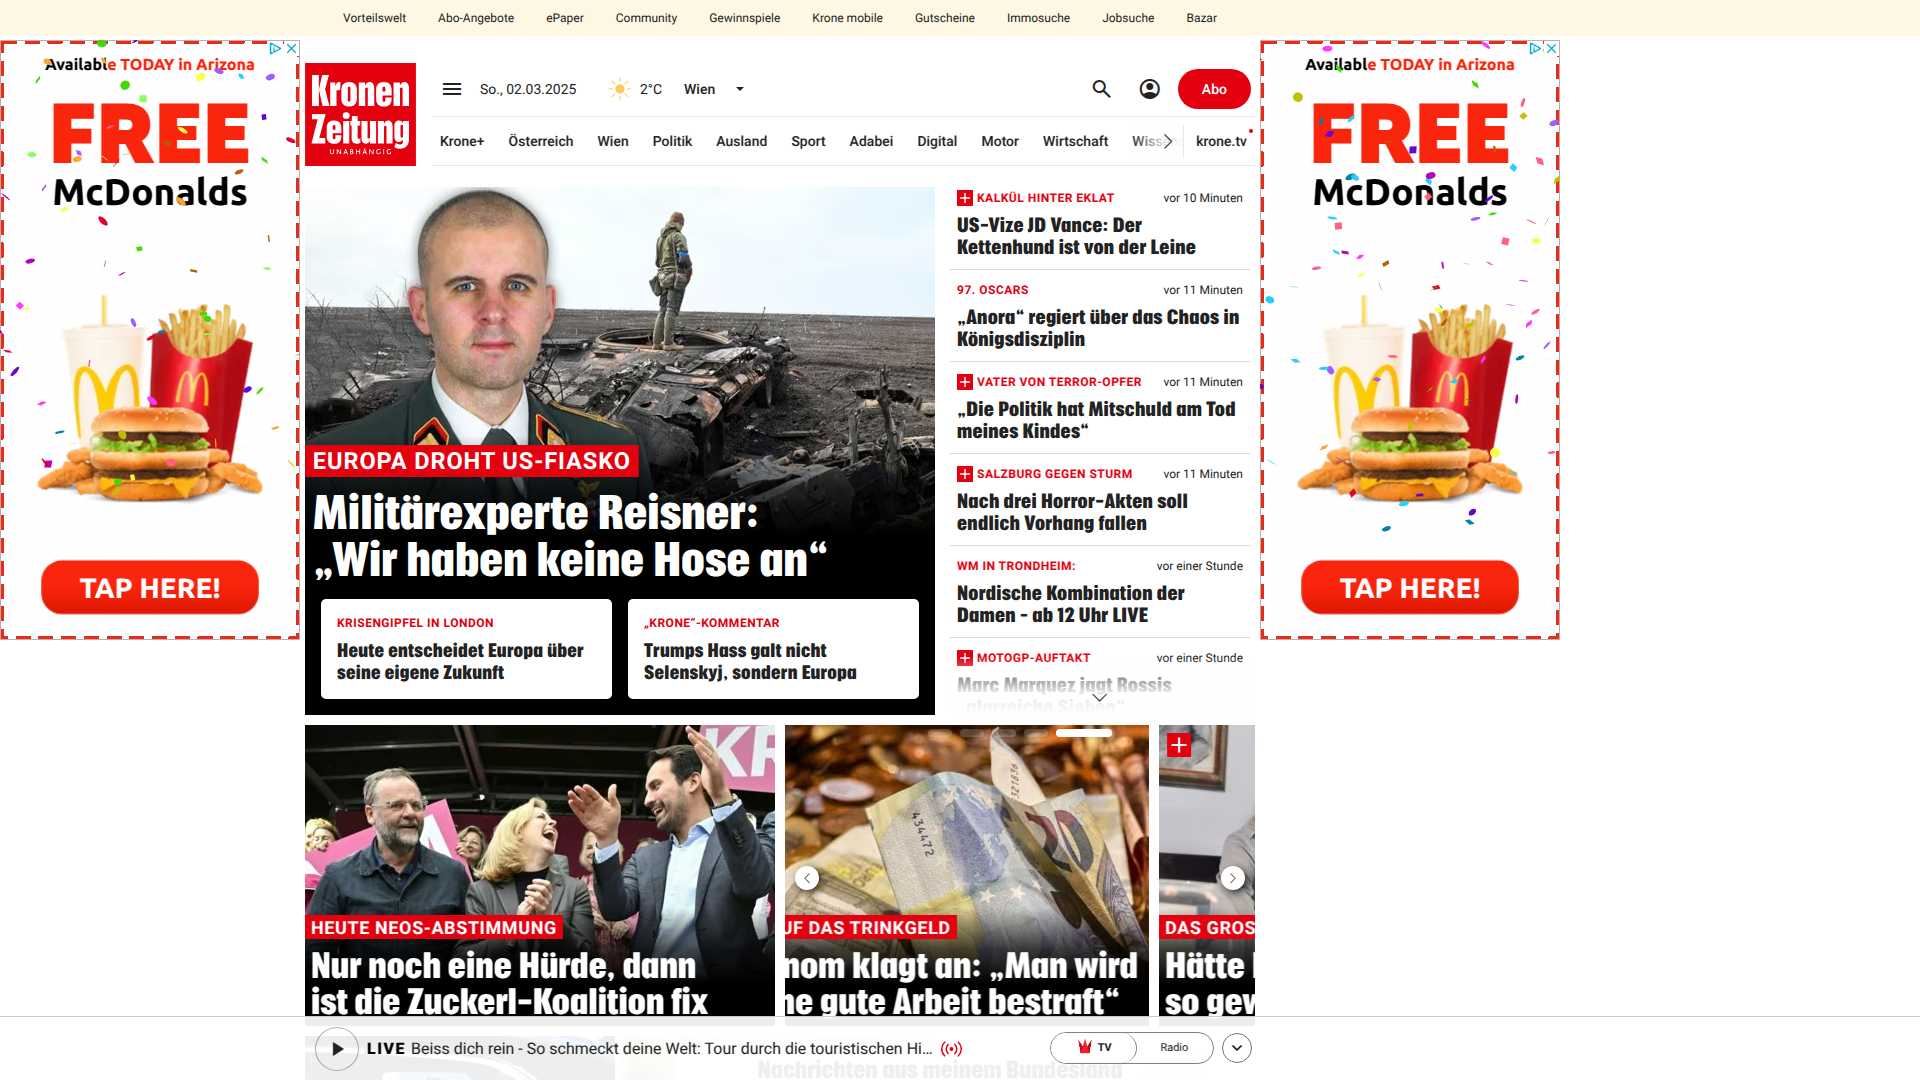 Vorteilswelt
Abo-Angebote
ePaper
Community
Gewinnspiele
Krone mobile
Gutscheine
Immosuche
Jobsuche
Bazar
Available TODAY in Arizona
FREE
McDonalds
TAP HERE!
Kronen
Zeitung
UNABHÄNGIG
So., 02.03.2025
2°C
Wien
Abo
Krone+
Österreich
Wien
Politik
Ausland
Sport
Adabei
Digital
Motor
Wirtschaft
Wiss
krone.tv
EUROPA DROHT US-FIASKO
Militärexperte Reisner:
„Wir haben keine Hose an“
KRISENGIPFEL IN LONDON
Heute entscheidet Europa über
seine eigene Zukunft
„KRONE“-KOMMENTAR
Trumps Hass galt nicht
Selenskyj, sondern Europa
KALKÜL HINTER EKLAT
vor 10 Minuten
US-Vize JD Vance: Der
Kettenhund ist von der Leine
97. OSCARS
vor 11 Minuten
„Anora“ regiert über das Chaos in
Königsdisziplin
VATER VON TERROR-OPFER
vor 11 Minuten
„Die Politik hat Mitschuld am Tod
meines Kindes“
SALZBURG GEGEN STURM
vor 11 Minuten
Nach drei Horror-Akten soll
endlich Vorhang fallen
WM IN TRONDHEIM:
vor einer Stunde
Nordische Kombination der
Damen - ab 12 Uhr LIVE
MOTOGP-AUFTAKT
vor einer Stunde
Marc Marquez jagt Rossis
„glorreiche Sieben“
Available TODAY in Arizona
FREE
McDonalds
TAP HERE!
KR
HEUTE NEOS-ABSTIMMUNG
Nur noch eine Hürde, dann
ist die Zuckerl-Koalition fix
434472
20
UF DAS TRINKGELD
nom klagt an: „Man wird
ne gute Arbeit bestraft“
DAS GROS
Hätte
so gew
LIVE Beiss dich rein - So schmeckt deine Welt: Tour durch die touristischen Hi...
TV
Radio
Nachrichten aus meinem Bundesland